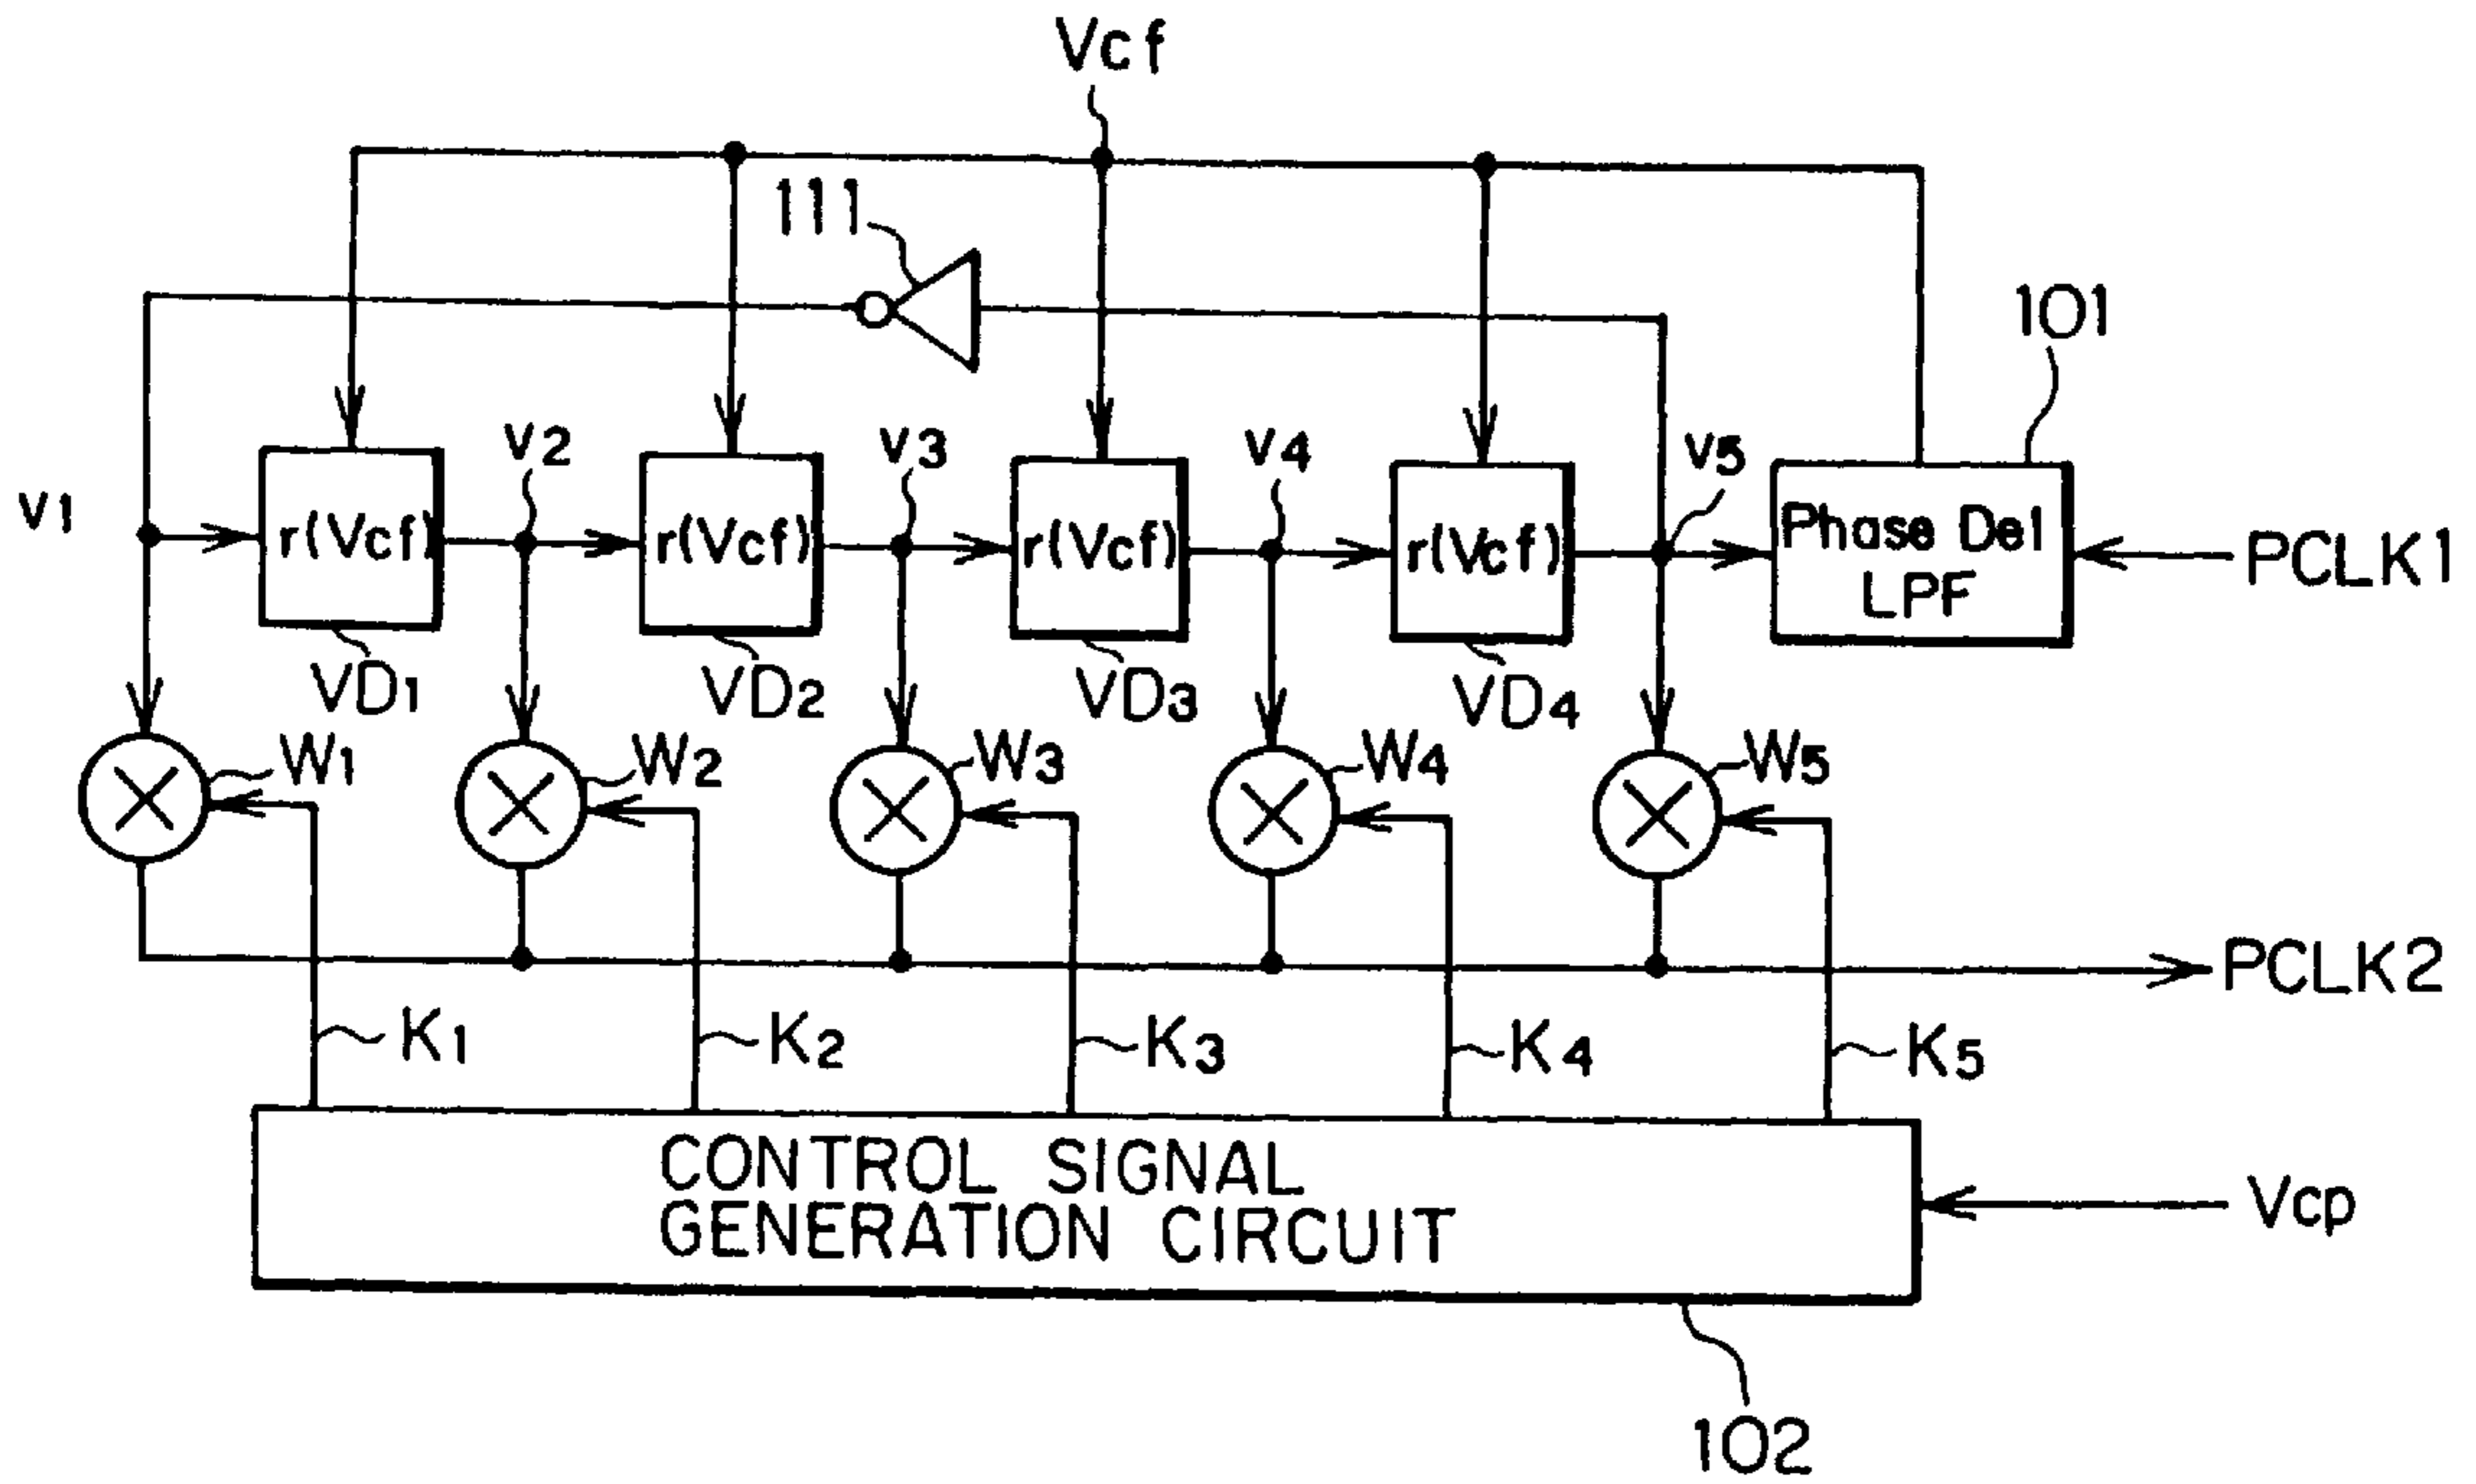 Vcf
111
101
v1
v2
v3
v4
v5
r(Vcf)
r(Vcf)
r(Vcf)
r(Vcf)
Phase Del
LPF
PCLK1
VD1
VD2
VD3
VD4
W1
W2
W3
W4
W5
PCLK2
K1
K2
K3
K4
K5
CONTROL SIGNAL
GENERATION CIRCUIT
Vcp
102